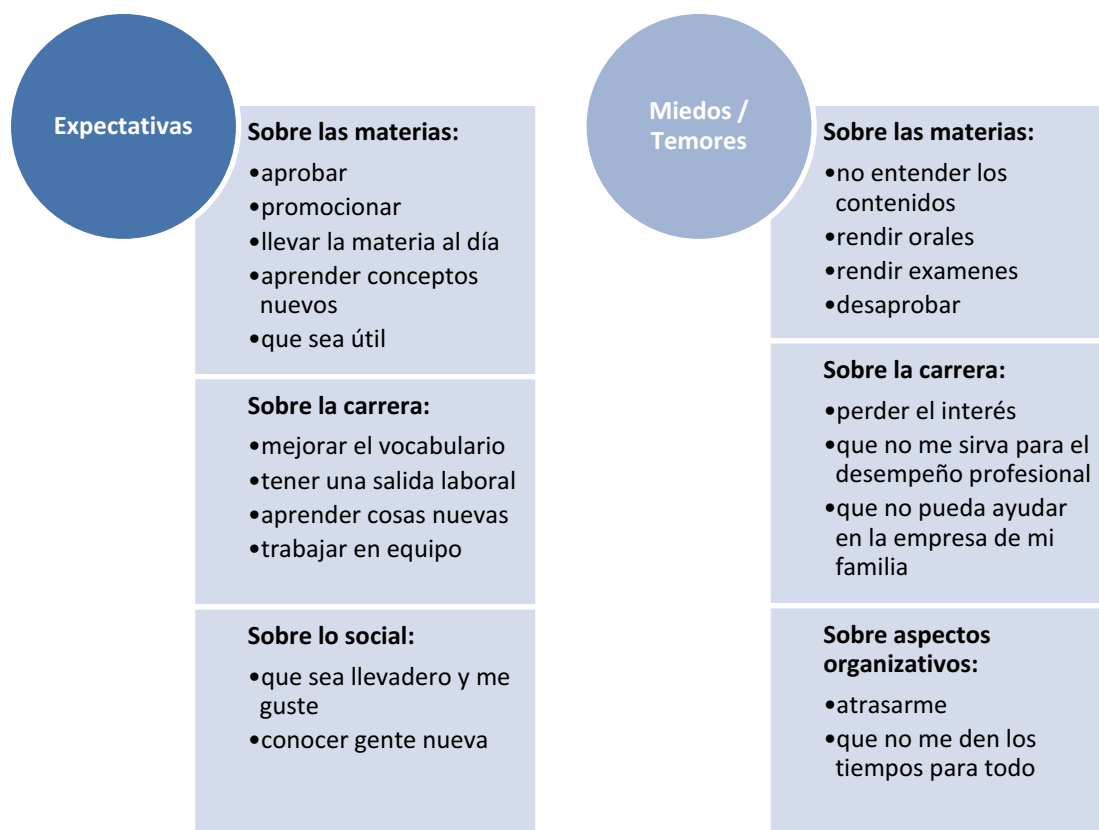 Expectativas
Sobre las materias:
•aprobar
•promocionar
•llevar la materia al día
•aprender conceptos
nuevos
•que sea útil
Sobre la carrera:
•mejorar el vocabulario
•tener una salida laboral
•aprender cosas nuevas
•trabajar en equipo
Sobre lo social:
•que sea llevadero y me
guste
•conocer gente nueva
Miedos /
Temores
Sobre las materias:
•no entender los
contenidos
•rendir orales
•rendir examenes
•desaprobar
Sobre la carrera:
•perder el interés
•que no me sirva para el
desempeño profesional
•que no pueda ayudar
en la empresa de mi
familia
Sobre aspectos
organizativos:
•atrasarme
•que no me den los
tiempos para todo